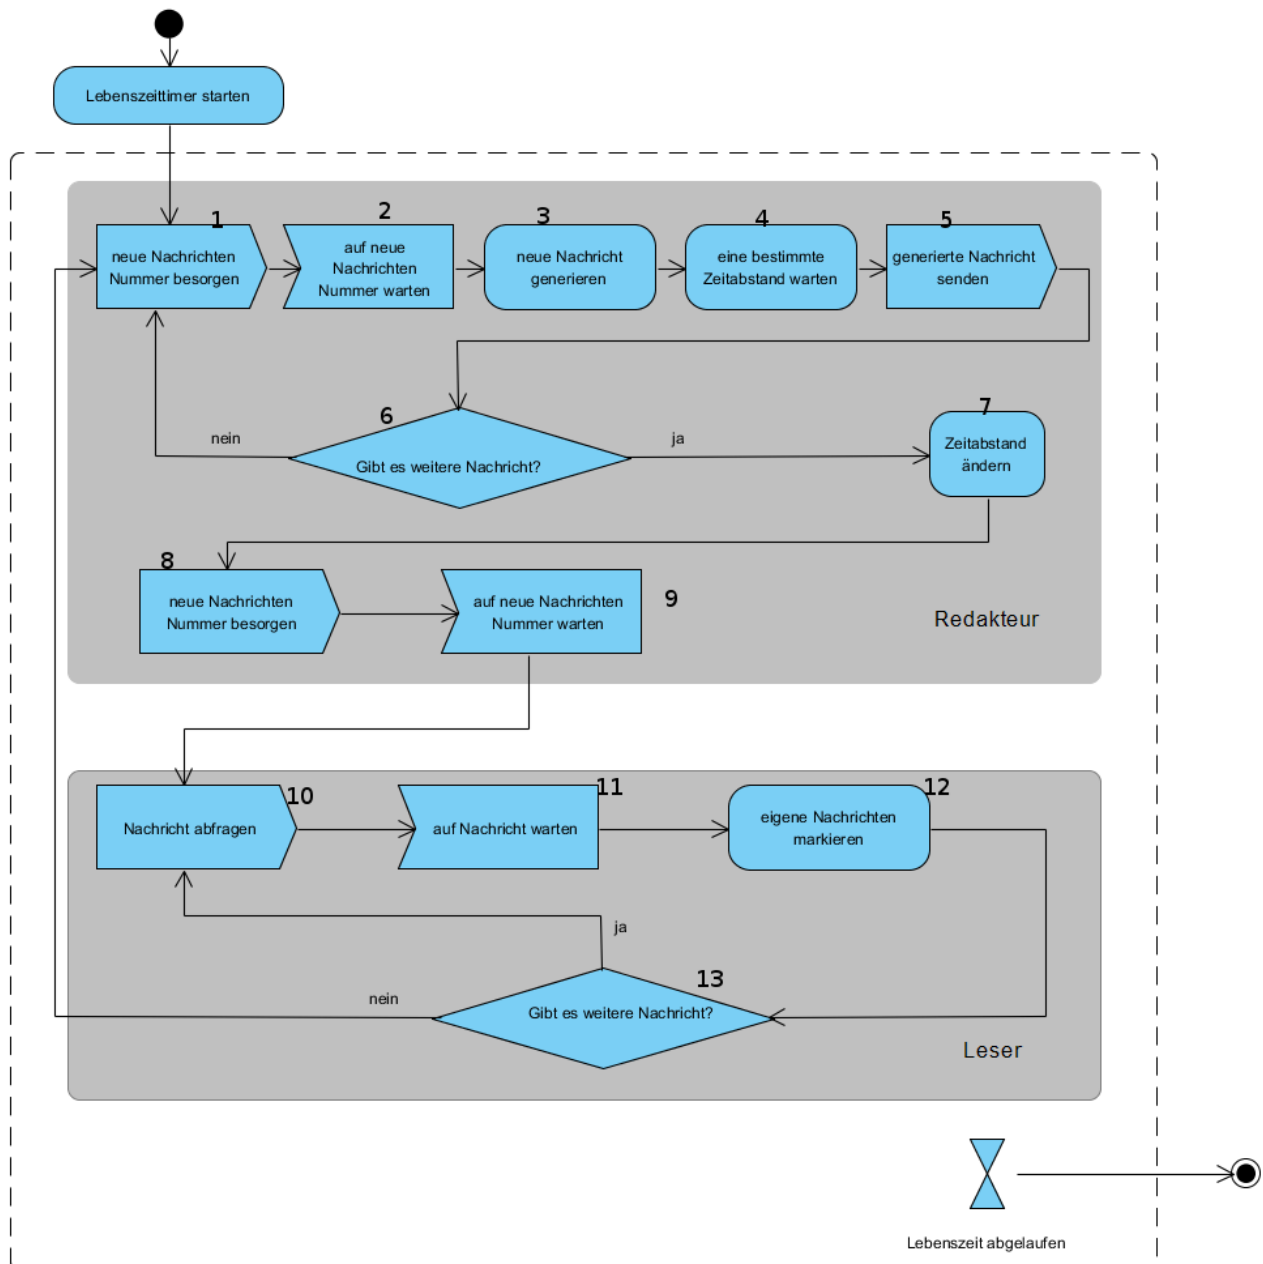 Lebenszeittimer starten
1
neue Nachrichten
Nummer besorgen
2
auf neue
Nachrichten
Nummer warten
3
neue Nachricht
generieren
4
eine bestimmte
Zeitabstand warten
5
generierte Nachricht
senden
6
Gibt es weitere Nachricht?
nein
ja
7
Zeitabstand
ändern
8
neue Nachrichten
Nummer besorgen
auf neue Nachrichten
Nummer warten
9
Redakteur
Nachricht abfragen
10
auf Nachricht warten
11
eigene Nachrichten
markieren
12
ja
13
nein
Gibt es weitere Nachricht?
Leser
Lebenszeit abgelaufen